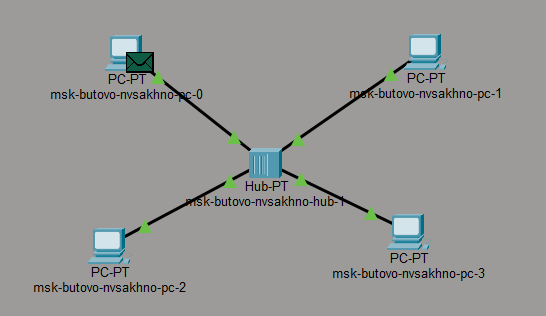 PC-PT
msk-butovo-nvsakhno-pc-0
PC-PT
msk-butovo-nvsakhno-pc-1
Hub-PT
msk-butovo-nvsakhno-hub-1
PC-PT
msk-butovo-nvsakhno-pc-2
PC-PT
msk-butovo-nvsakhno-pc-3